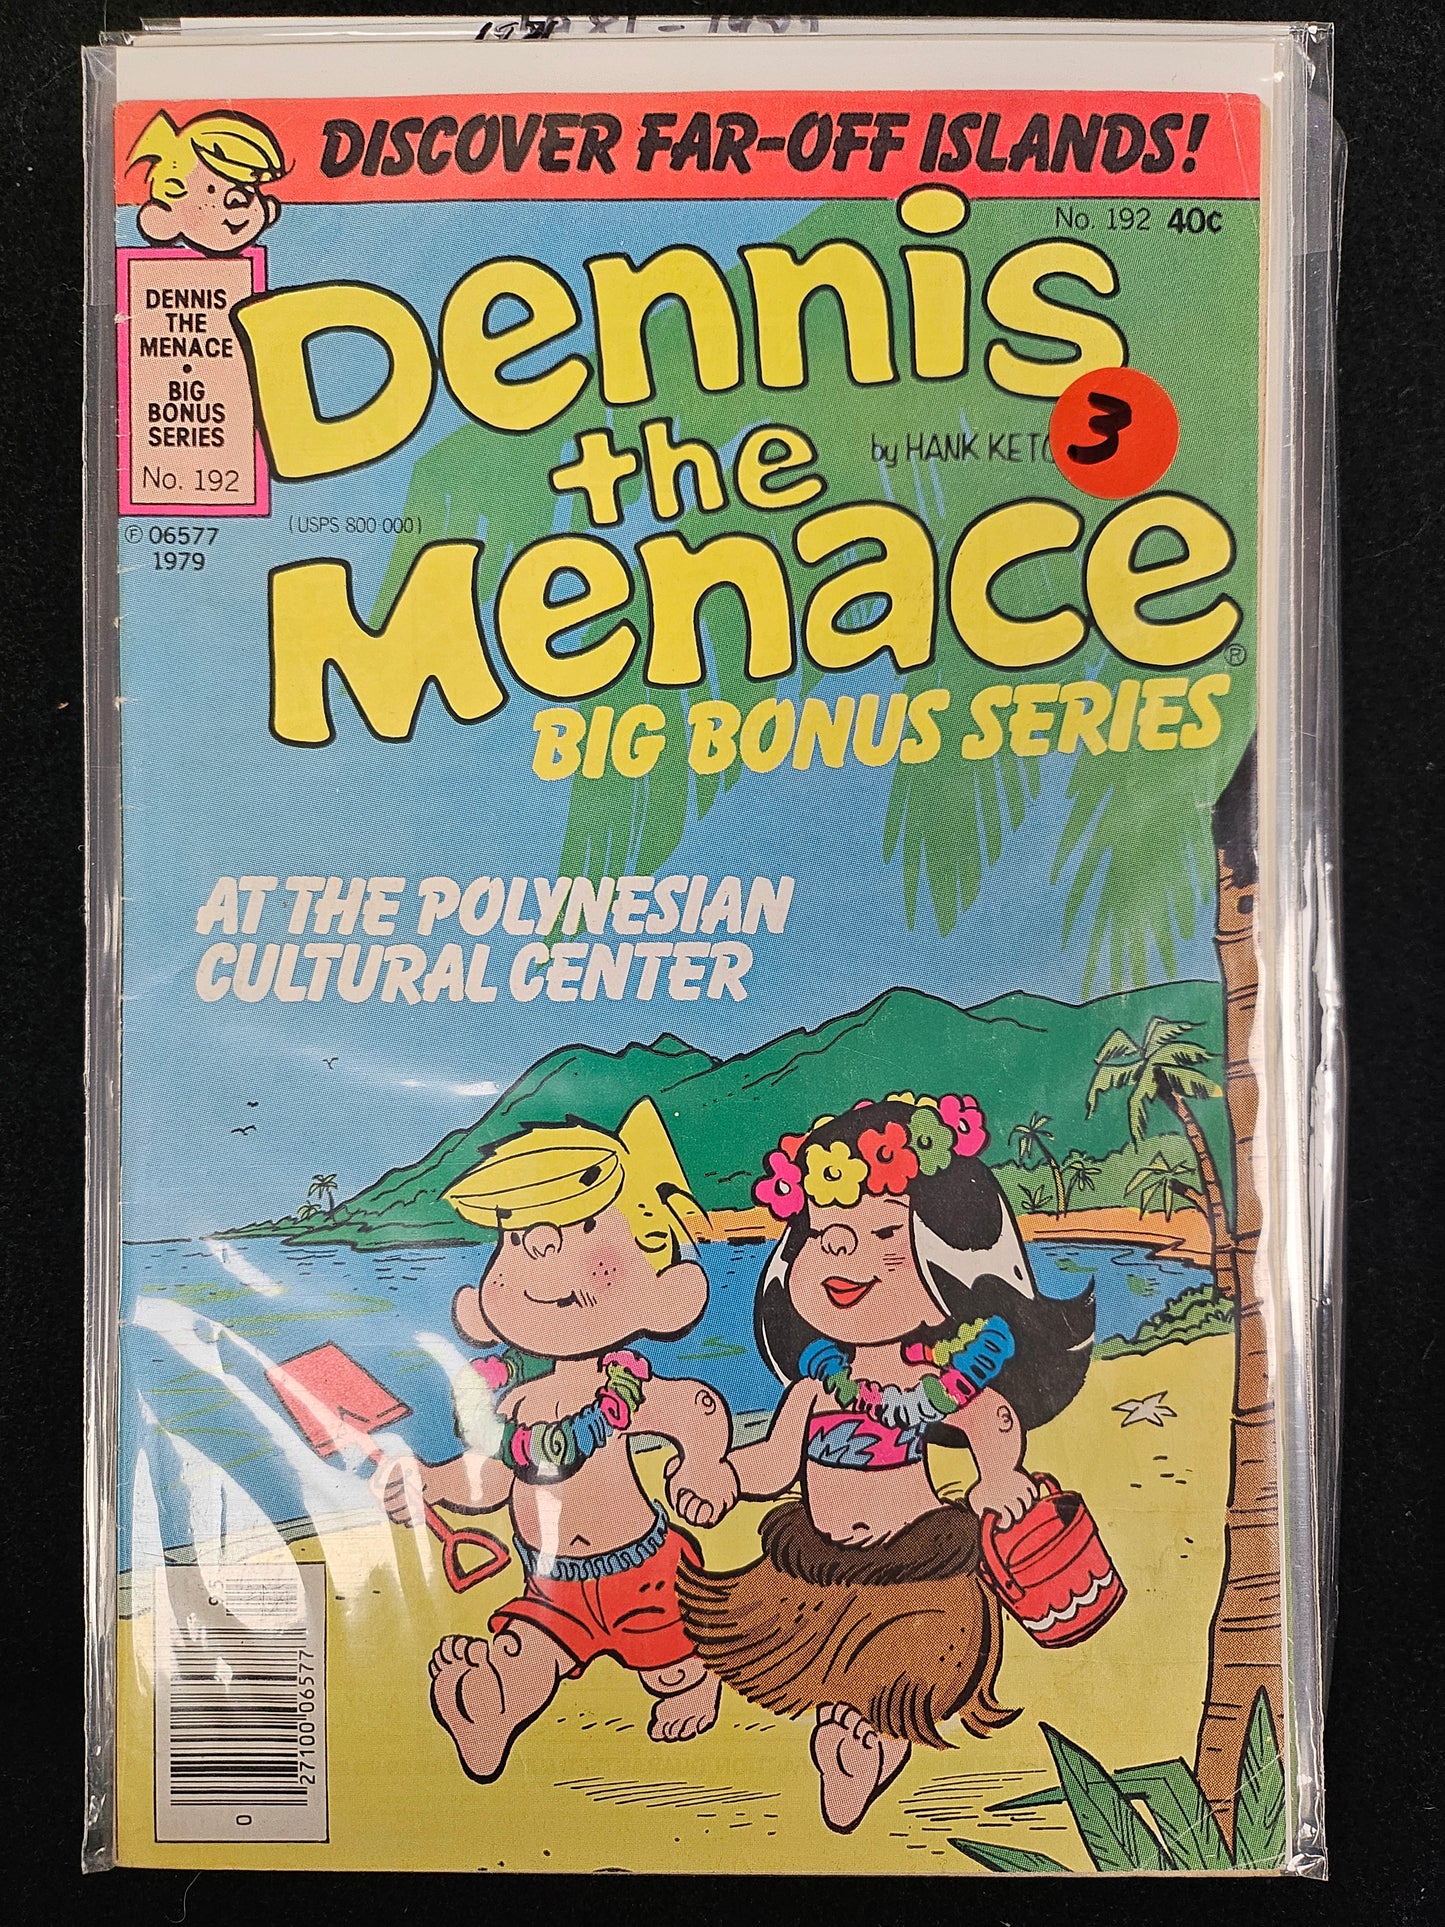 1981 - 1989
DISCOVER FAR-OFF ISLANDS!
No. 192 40¢
DENNIS
THE
MENACE
•
BIG
BONUS
SERIES
No. 192
Dennis
the
Menace
®
by HANK KETC
3
Ⓕ 06577
1979
(USPS 800 000)
BIG BONUS SERIES
AT THE POLYNESIAN
CULTURAL CENTER
27100 06577
0